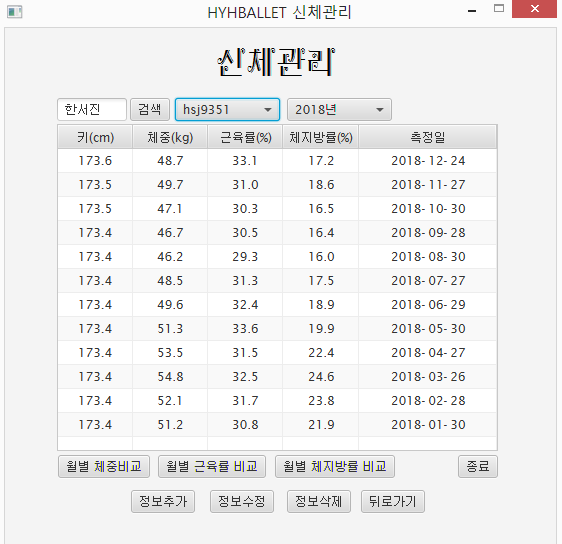 HYHBALLET 신체관리
신체관리
한서진 검색 hsj9351 2018년
키(cm) 체중(kg) 근육률(%) 체지방률(%) 측정일
173.6 48.7 33.1 17.2 2018-12-24
173.5 49.7 31.0 18.6 2018-11-27
173.5 47.1 30.3 16.5 2018-10-30
173.4 46.7 30.5 16.4 2018-09-28
173.4 46.2 29.3 16.0 2018-08-30
173.4 48.5 31.3 17.5 2018-07-27
173.4 49.6 32.4 18.9 2018-06-29
173.4 51.3 33.6 19.9 2018-05-30
173.4 53.5 31.5 22.4 2018-04-27
173.4 54.8 32.5 24.6 2018-03-26
173.4 52.1 31.7 23.8 2018-02-28
173.4 51.2 30.8 21.9 2018-01-30
월별 체중비교 월별 근육률 비교 월별 체지방률 비교 종료
정보추가 정보수정 정보삭제 뒤로가기